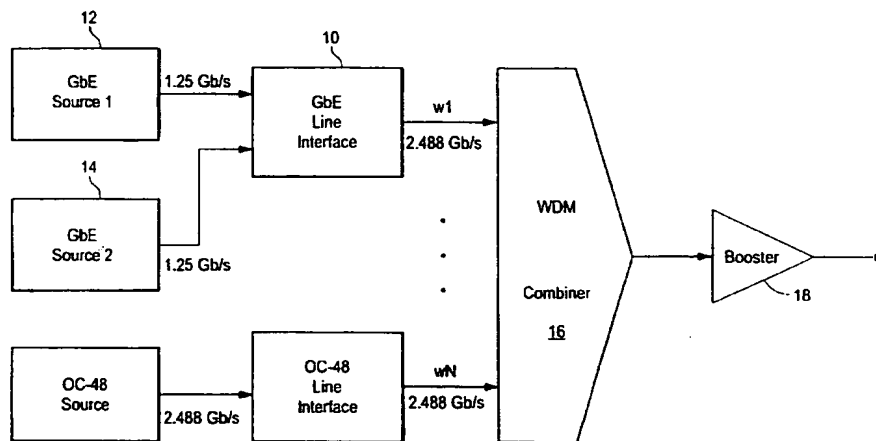 12
GbE
Source 1
1.25 Gb/s
10
GbE
Line
Interface
w1
2.488 Gb/s
14
GbE
Source 2
1.25 Gb/s
WDM
Combiner
16
Booster
18
OC-48
Source
2.488 Gb/s
OC-48
Line
Interface
wN
2.488 Gb/s